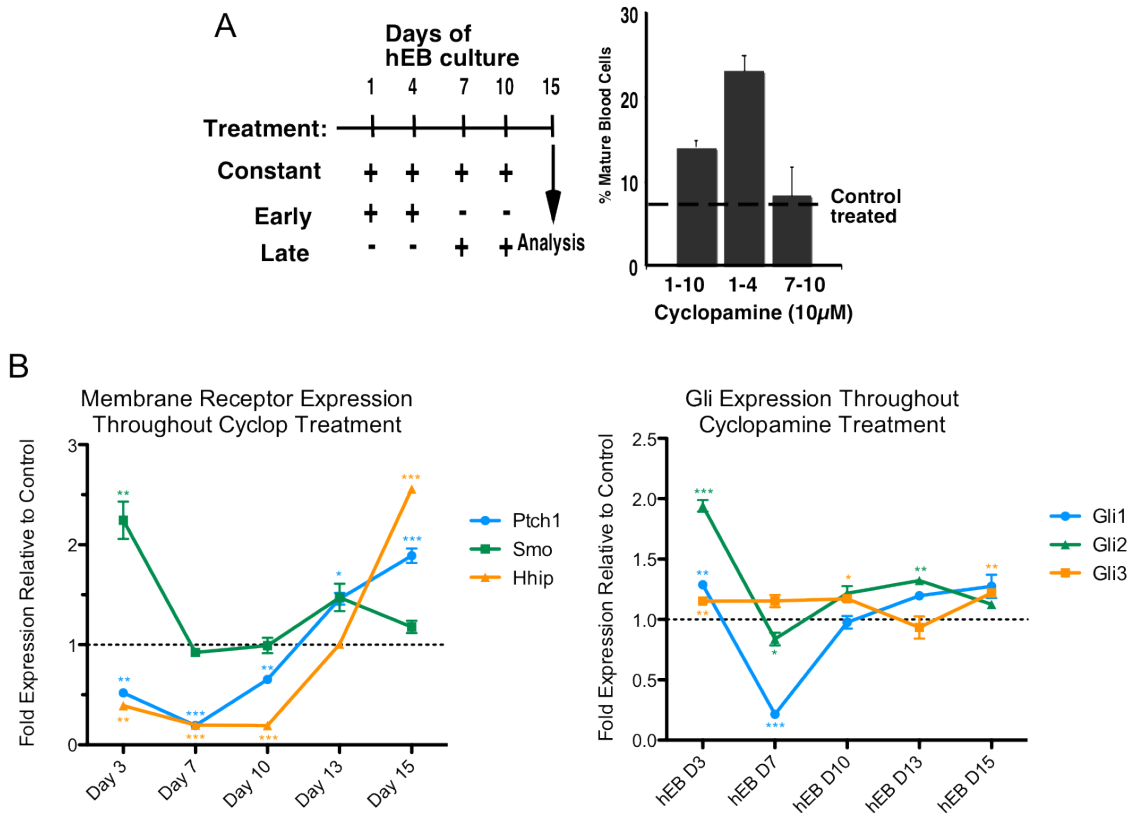 A
Days of
hEB culture
1 4 7 10 15
Treatment:
Constant + + + +
Early + + - -
Late - - + +
Analysis
% Mature Blood Cells
30
20
10
0
Control
treated
1-10 1-4 7-10
Cyclopamine (10µM)
B
Membrane Receptor Expression
Throughout Cyclop Treatment
Fold Expression Relative to Control
3
2
1
0
** ** ** *** *** ** *** * *** ***
Ptch1
Smo
Hhip
Day 3 Day 7 Day 10 Day 13 Day 15
Gli Expression Throughout
Cyclopamine Treatment
Fold Expression Relative to Control
2.5
2.0
1.5
1.0
0.5
0.0
*** ** ** * *** * ** **
Gli1
Gli2
Gli3
hEB D3 hEB D7 hEB D10 hEB D13 hEB D15